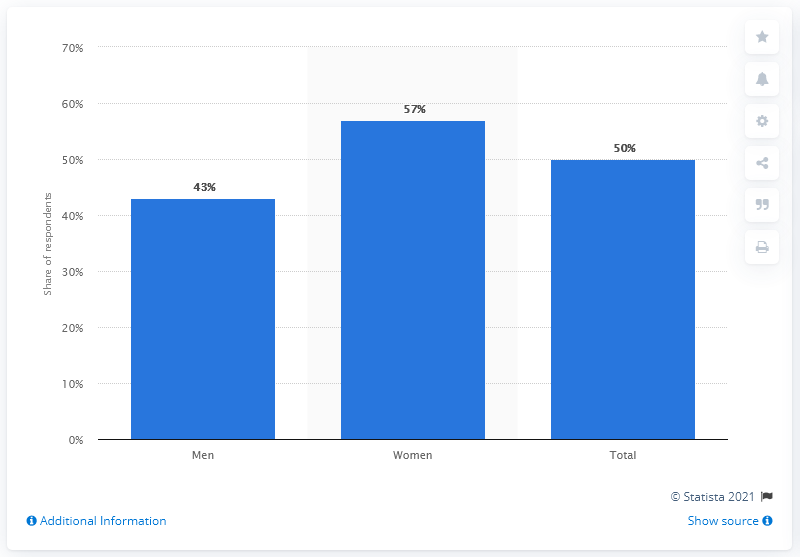 70%
60%
50%
40%
30%
20%
10%
0%
Share of respondents
43%
57%
50%
Men
Women
Total
© Statista 2021
Additional Information
Show source